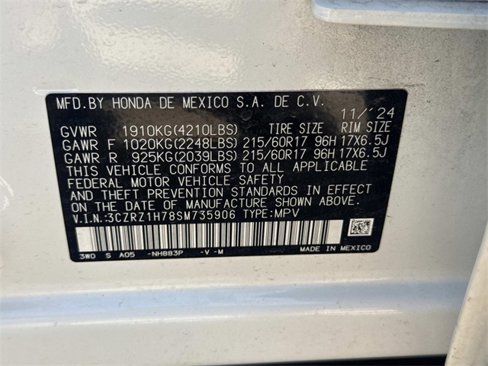 MFD.BY HONDA DE MEXICO S.A. DE C.V.
11/'24
GVWR 1910KG(4210LBS) TIRE SIZE RIM SIZE
GAWR F 1020KG(2248LBS) 215/60R17 96H 17X6.5J
GAWR R 925KG(2039LBS) 215/60R17 96H 17X6.5J
THIS VEHICLE CONFORMS TO ALL APPLICABLE
FEDERAL MOTOR VEHICLE SAFETY
AND THEFT PREVENTION STANDARDS IN EFFECT
ON THE DATE OF MANUFACTURE SHOWN ABOVE.
V.I.N.:3CZRZ1H78SM735906 TYPE:MPV
3W0 S A05 -NH883P -V -M MADE IN MEXICO